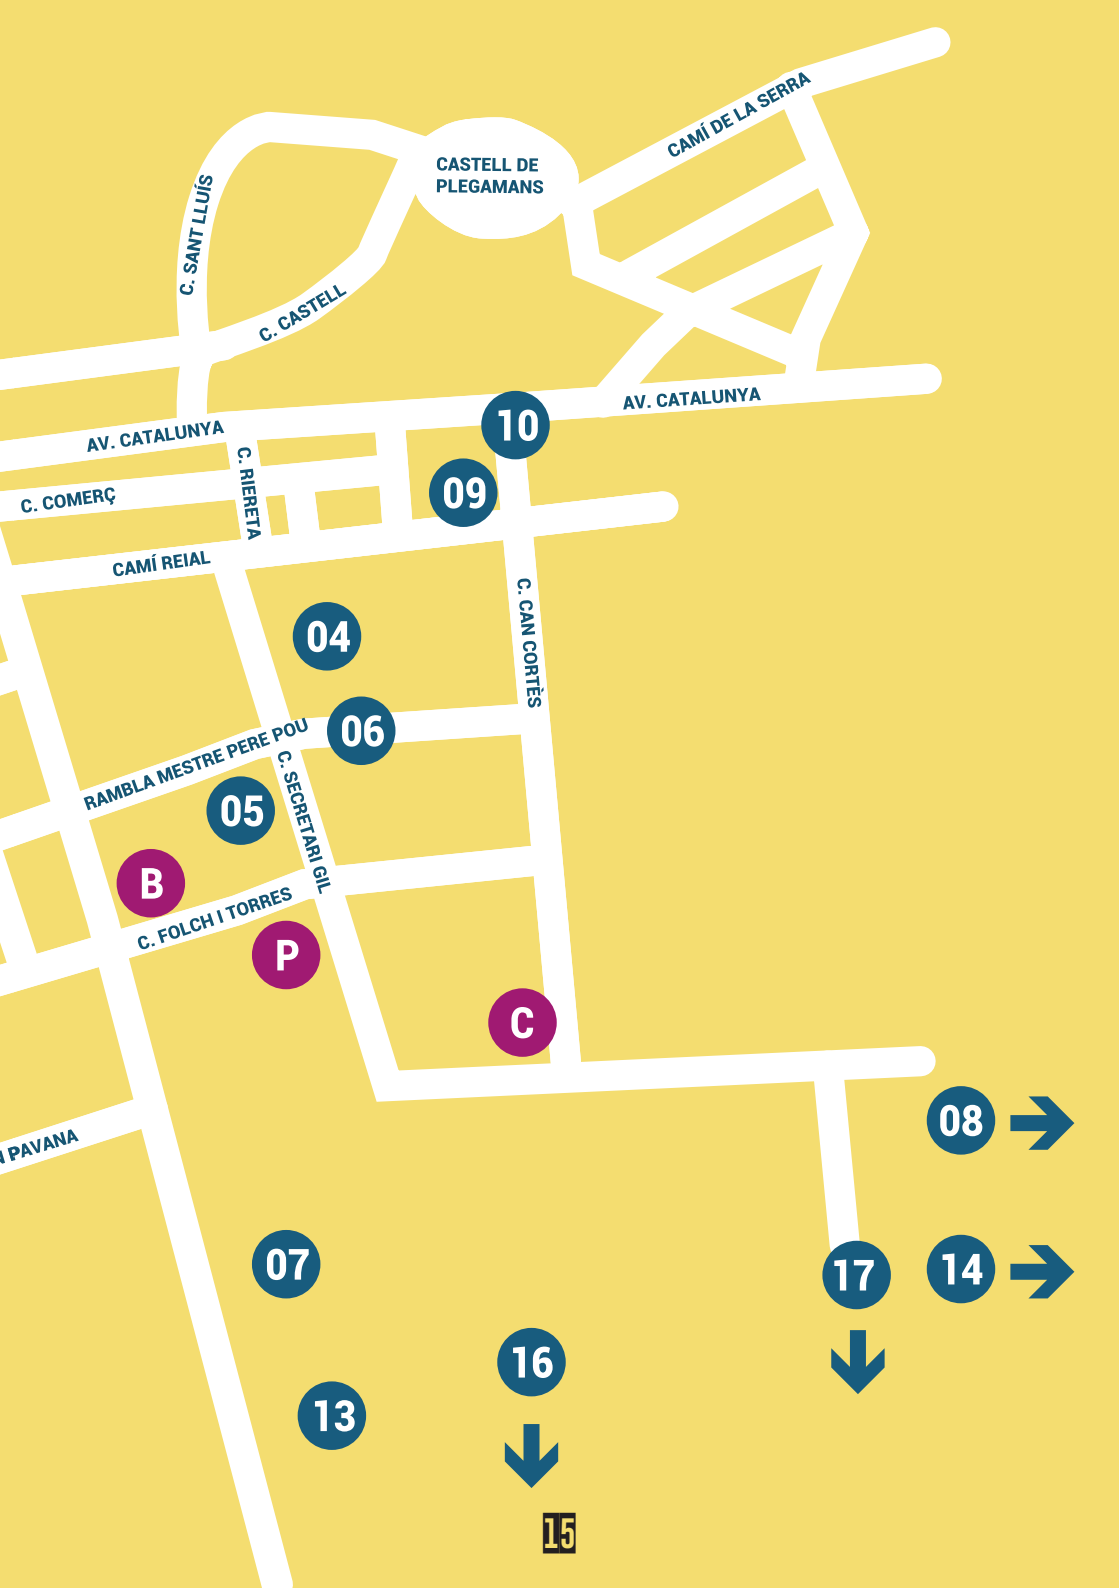 CAMÍ DE LA SERRA
CASTELL DE
PLEGAMANS
C. SANT LLUÍS
C. CASTELL
AV. CATALUNYA
10
AV. CATALUNYA
C. RIERETA
09
C. COMERÇ
CAMÍ REIAL
C. CAN CORTÈS
04
06
RAMBLA MESTRE PERE POU
C. SECRETARI GIL
05
B
C. FOLCH I TORRES
P
C
08
N PAVANA
07
17
14
16
13
15